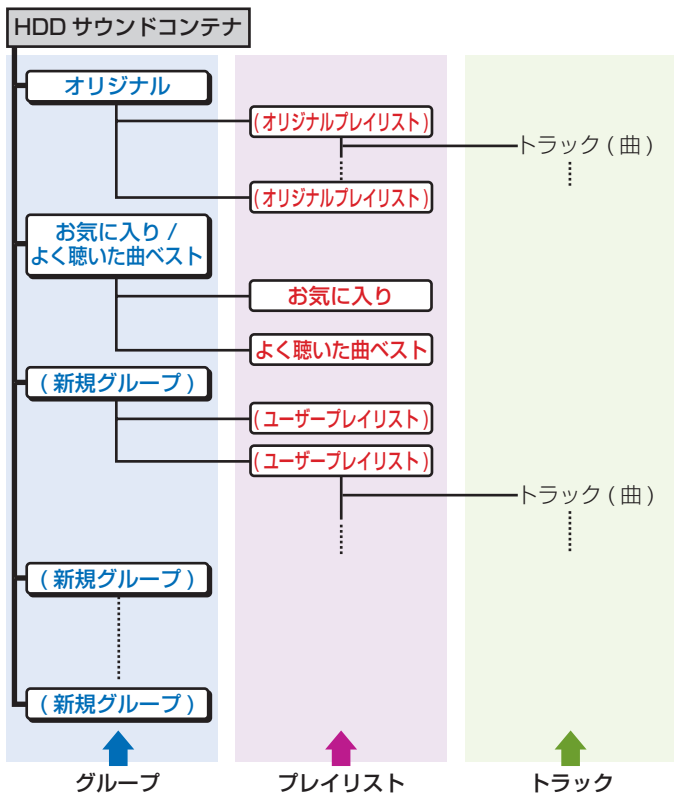 HDD サウンドコンテナ
オリジナル
(オリジナルプレイリスト)
トラック ( 曲 )
(オリジナルプレイリスト)
お気に入り /
よく聴いた曲ベスト
お気に入り
よく聴いた曲ベスト
( 新規グループ )
(ユーザープレイリスト)
(ユーザープレイリスト)
トラック ( 曲 )
( 新規グループ )
( 新規グループ )
グループ
プレイリスト
トラック